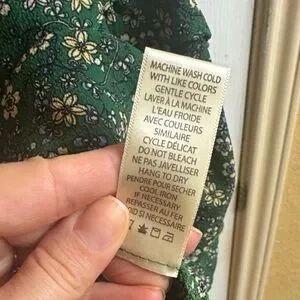 MACHINE WASH COLD
WITH LIKE COLORS
GENTLE CYCLE
LAVER À LA MACHINE
L'EAU FROIDE
AVEC COULEURS
SIMILAIRE
CYCLE DÉLICAT
DO NOT BLEACH
NE PAS JAVELLISER
HANG TO DRY
PENDRE POUR SÉCHER
COOL IRON
IF NECESSARY
REPASSER AU FER
SI NECESSAIRE